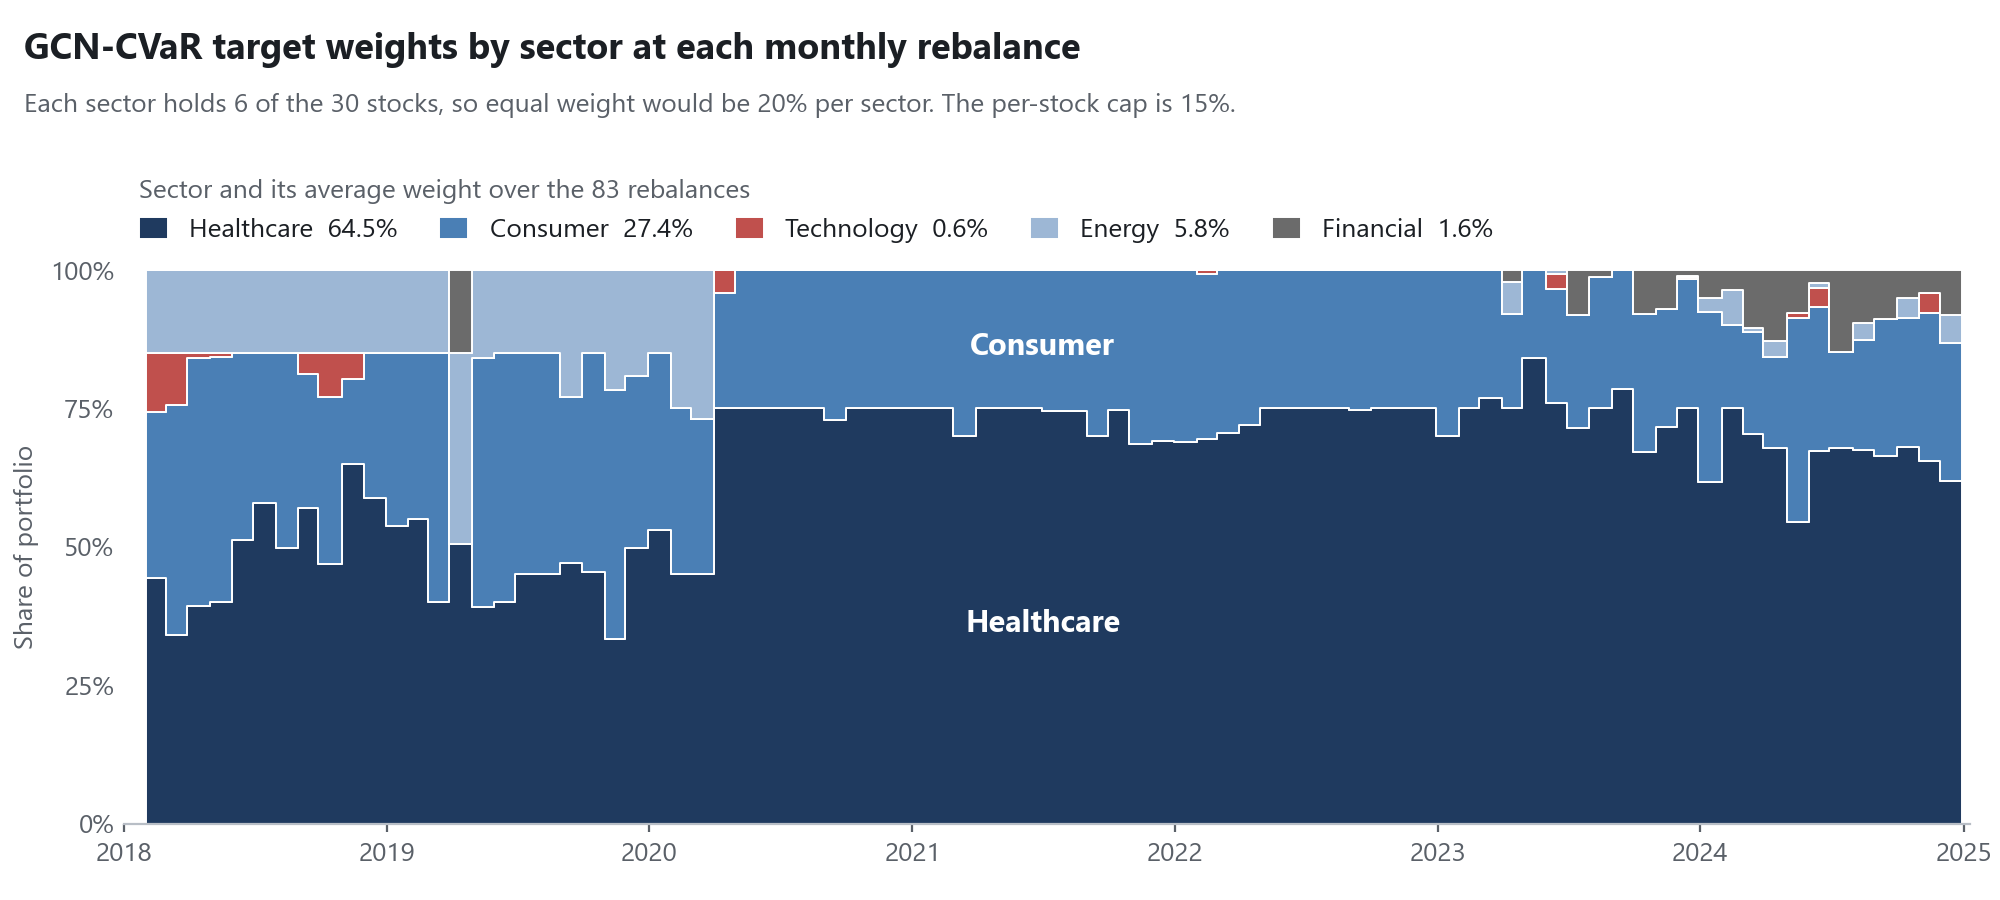 GCN-CVaR target weights by sector at each monthly rebalance
Each sector holds 6 of the 30 stocks, so equal weight would be 20% per sector. The per-stock cap is 15%.
Sector and its average weight over the 83 rebalances
Healthcare 64.5% Consumer 27.4% Technology 0.6% Energy 5.8% Financial 1.6%
100%
75%
50%
25%
0%
Share of portfolio
Consumer
Healthcare
2018 2019 2020 2021 2022 2023 2024 2025